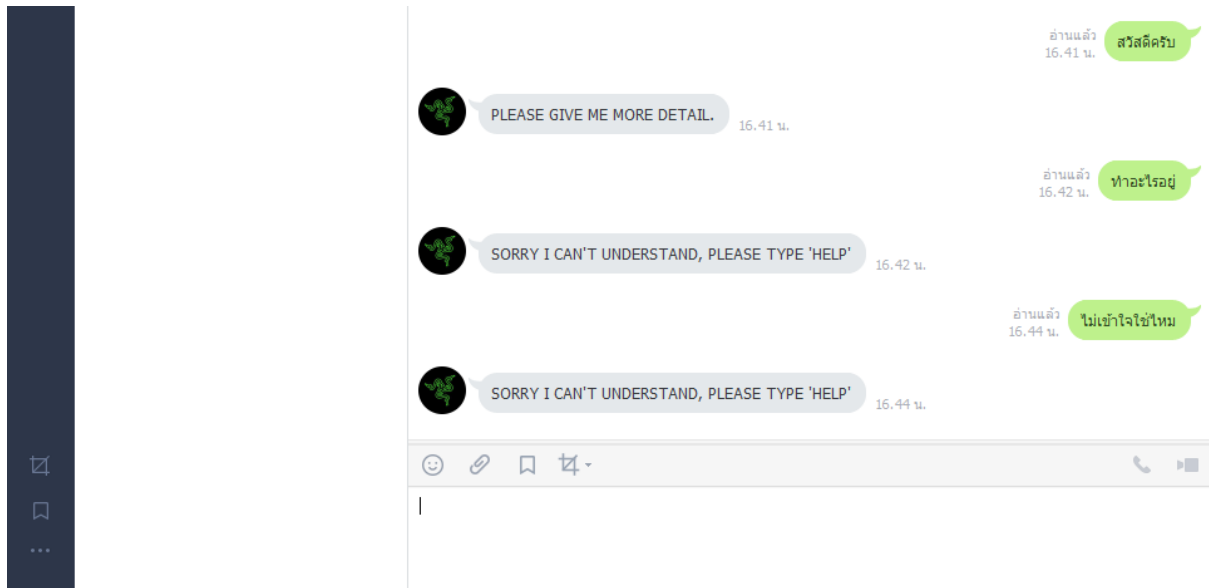 อ่านแล้ว
16.41 น.
สวัสดีครับ
PLEASE GIVE ME MORE DETAIL.
16.41 น.
อ่านแล้ว
16.42 น.
ทำอะไรอยู่
SORRY I CAN'T UNDERSTAND, PLEASE TYPE 'HELP'
16.42 น.
อ่านแล้ว
16.44 น.
ไม่เข้าใจใช่ไหม
SORRY I CAN'T UNDERSTAND, PLEASE TYPE 'HELP'
16.44 น.